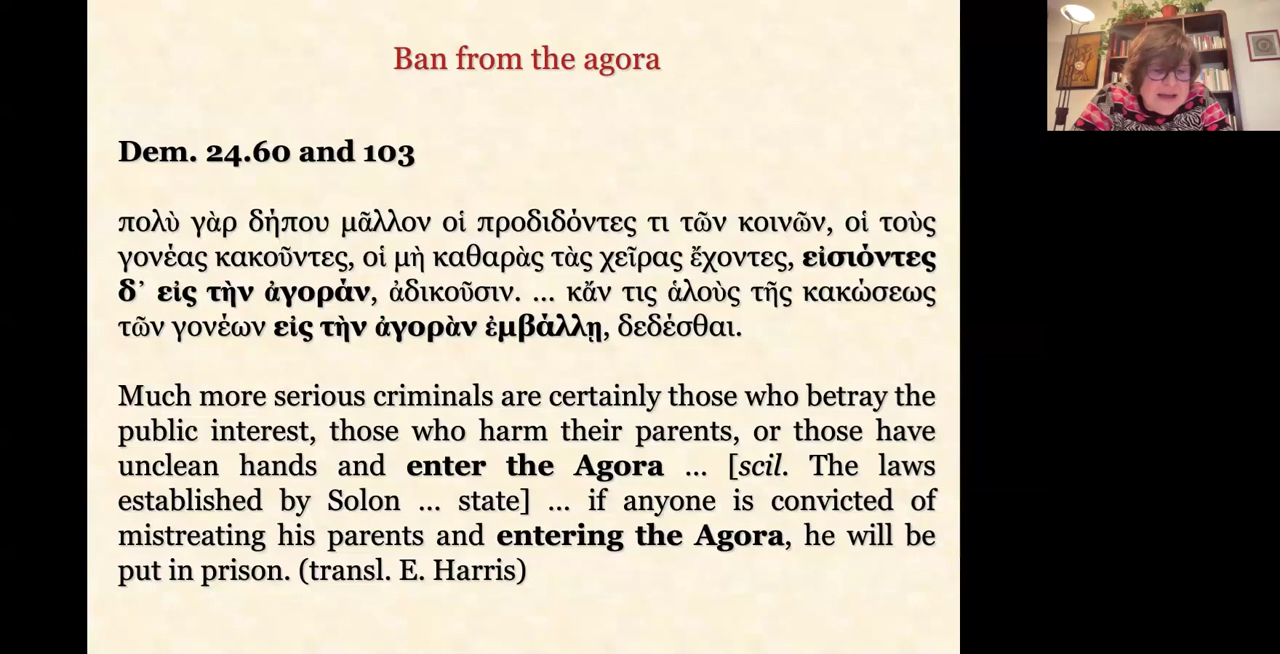 Ban from the agora
Dem. 24.60 and 103
πολὺ γὰρ δήπου μᾶλλον οἱ προδιδόντες τι τῶν κοινῶν, οἱ τοὺς
γονέας κακοῦντες, οἱ μὴ καθαρὰς τὰς χεῖρας ἔχοντες, εἰσιόντες
δ᾽ εἰς τὴν ἀγοράν, ἀδικοῦσιν. ... κἄν τις ἁλοὺς τῆς κακώσεως
τῶν γονέων εἰς τὴν ἀγορὰν ἐμβάλλῃ, δεδέσθαι.
Much more serious criminals are certainly those who betray the
public interest, those who harm their parents, or those have
unclean hands and enter the Agora ... [scil. The laws
established by Solon ... state] ... if anyone is convicted of
mistreating his parents and entering the Agora, he will be
put in prison. (transl. E. Harris)